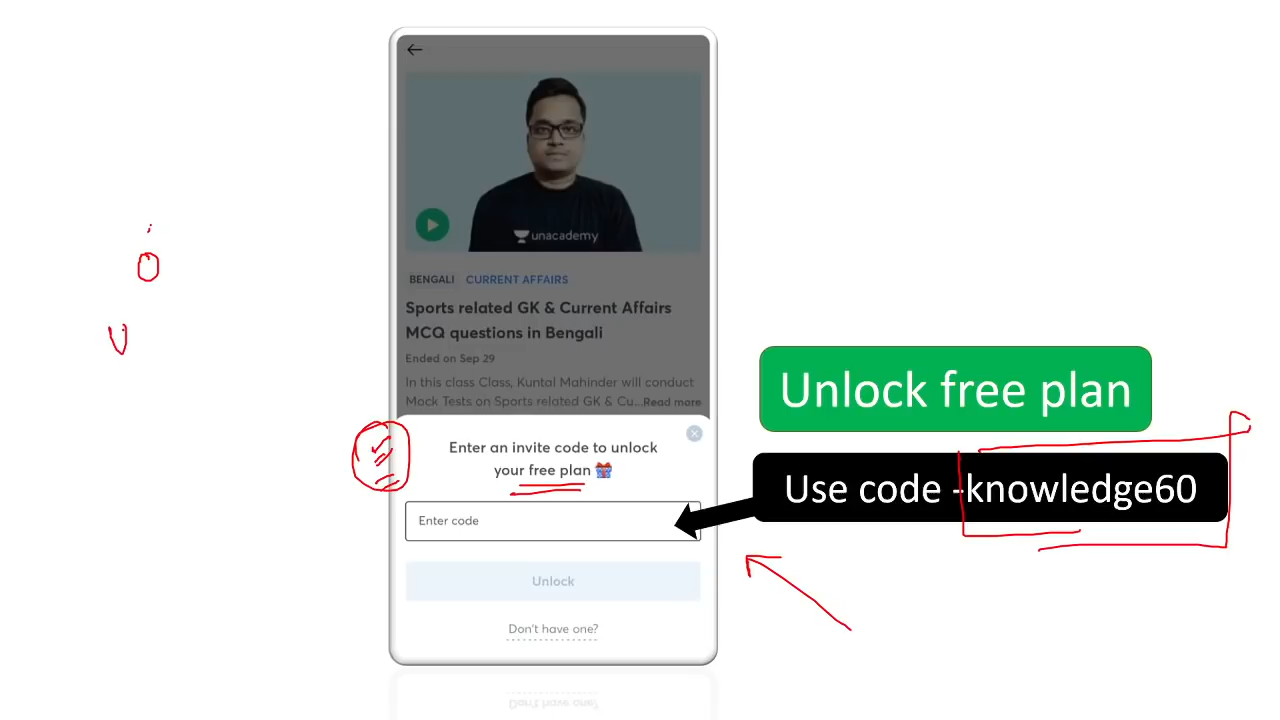 unacademy
BENGALI CURRENT AFFAIRS
Sports related GK & Current Affairs
MCQ questions in Bengali
Ended on Sep 29
In this class Class, Kuntal Mahinder will conduct
Mock Tests on Sports related GK & Cu...Read more
Enter an invite code to unlock
your free plan
Enter code
Unlock
Don't have one?
Unlock free plan
Use code -knowledge60